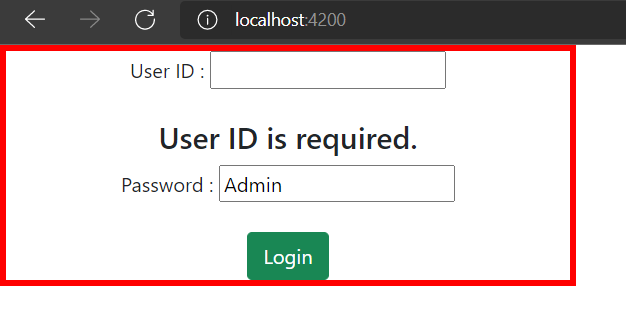 localhost:4200
User ID :
User ID is required.
Password : Admin
Login